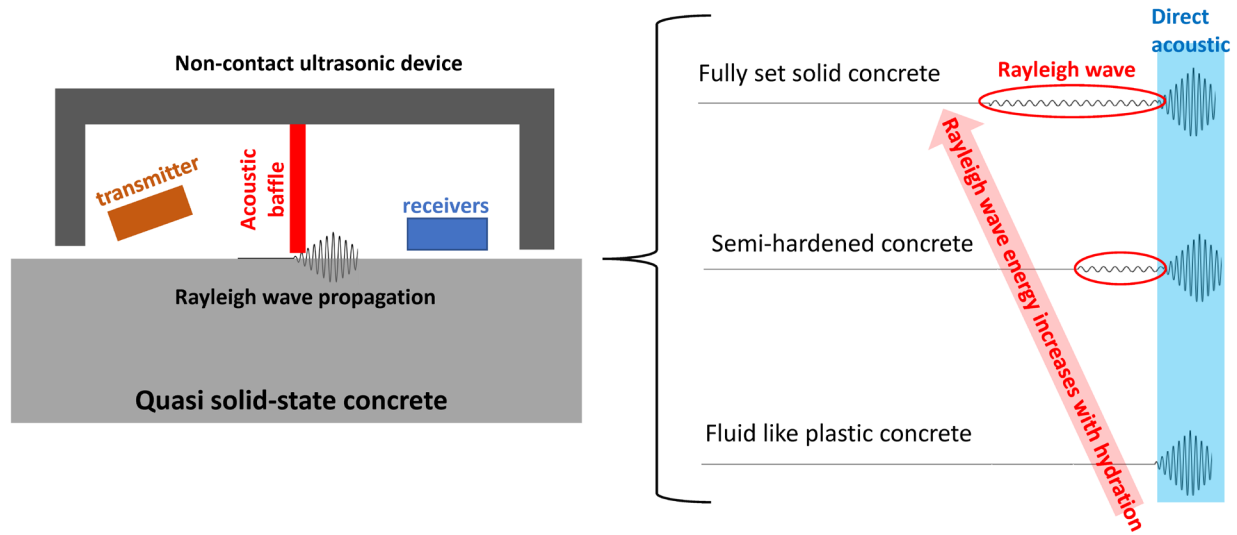 Non-contact ultrasonic device
transmitter
Acoustic
baffle
receivers
Rayleigh wave propagation
Quasi solid-state concrete
Direct
acoustic
Fully set solid concrete
Rayleigh wave
Semi-hardened concrete
Fluid like plastic concrete
Rayleigh wave energy increases with hydration